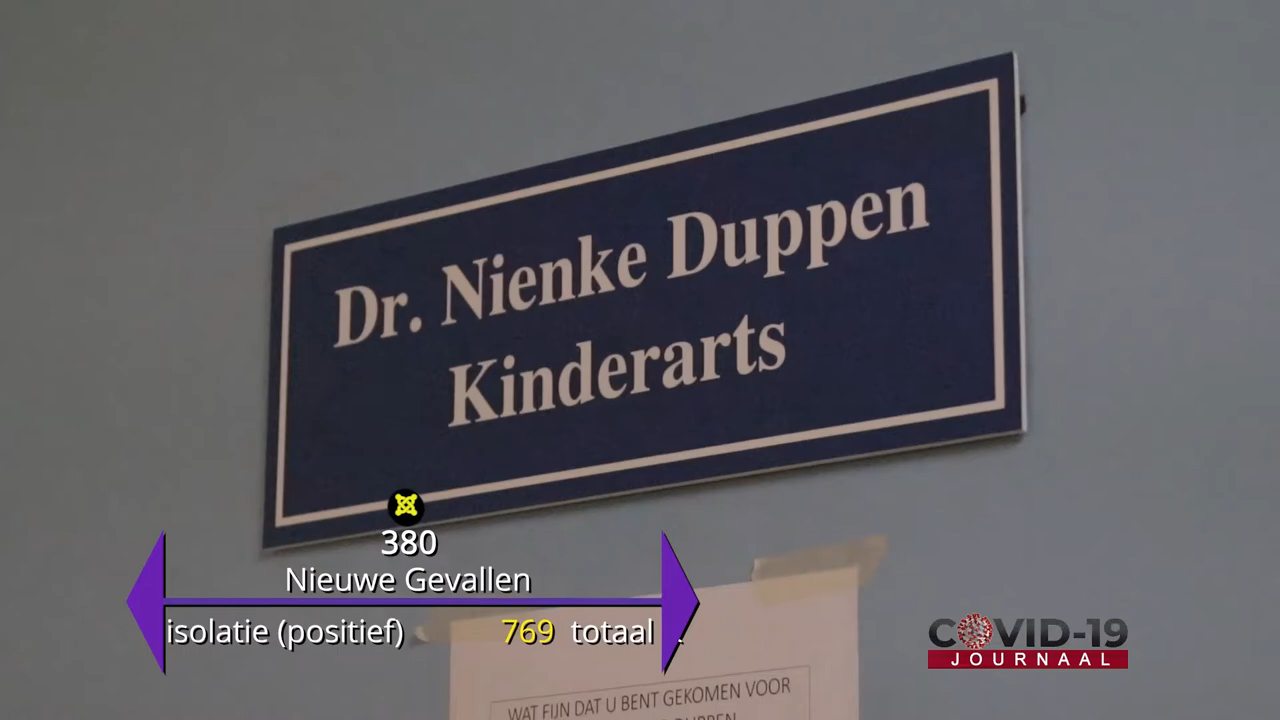 Dr. Nienke Duppen
Kinderarts
380
Nieuwe Gevallen
isolatie (positief) 769 totaal
WAT FIJN DAT U BENT GEKOMEN VOOR
DUPPEN
COVID-19
JOURNAAL